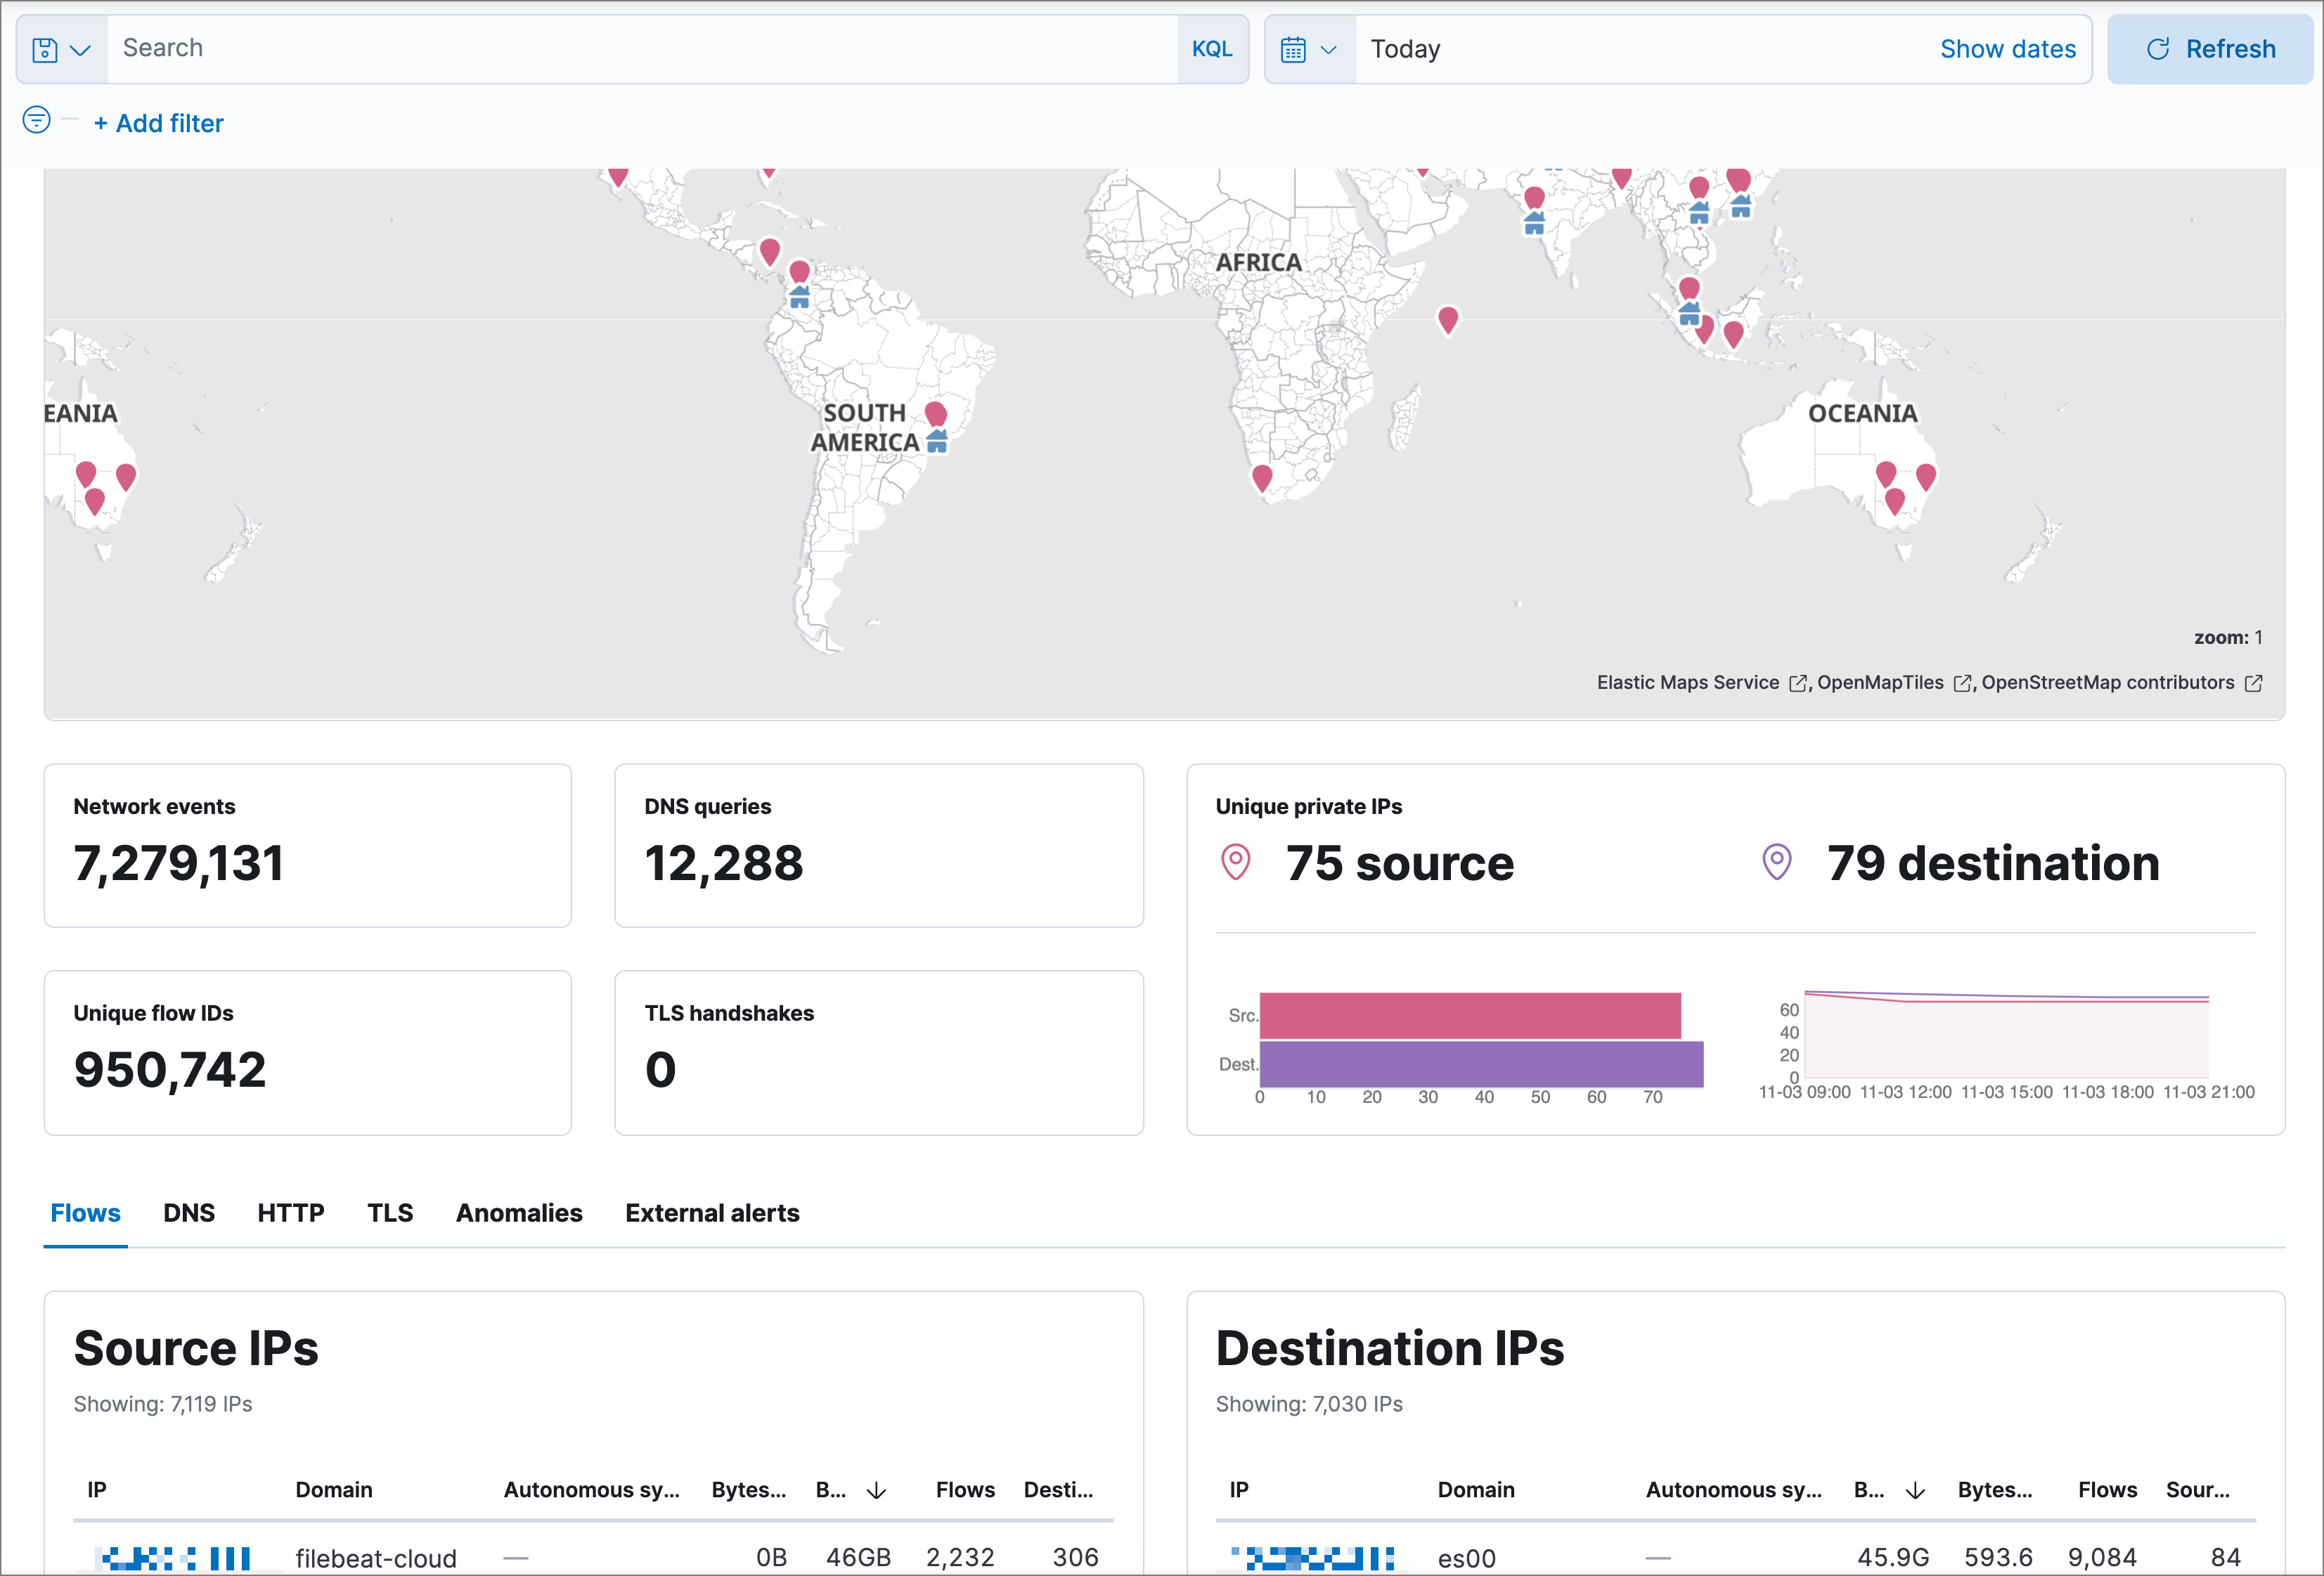 Search
KQL
Today
Show dates
Refresh
+ Add filter
AFRICA
EANIA
SOUTH
AMERICA
OCEANIA
zoom: 1
Elastic Maps Service , OpenMapTiles , OpenStreetMap contributors
Network events
7,279,131
DNS queries
12,288
Unique private IPs
75 source
79 destination
Unique flow IDs
950,742
TLS handshakes
0
Src.
Dest.
0 10 20 30 40 50 60 70
60
40
20
0
11-03 09:00 11-03 12:00 11-03 15:00 11-03 18:00 11-03 21:00
Flows DNS HTTP TLS Anomalies External alerts
Source IPs
Showing: 7,119 IPs
IP Domain Autonomous sy... Bytes... B... Flows Desti...
filebeat-cloud — 0B 46GB 2,232 306
Destination IPs
Showing: 7,030 IPs
IP Domain Autonomous sy... B... Bytes... Flows Sour...
es00 — 45.9G 593.6 9,084 84